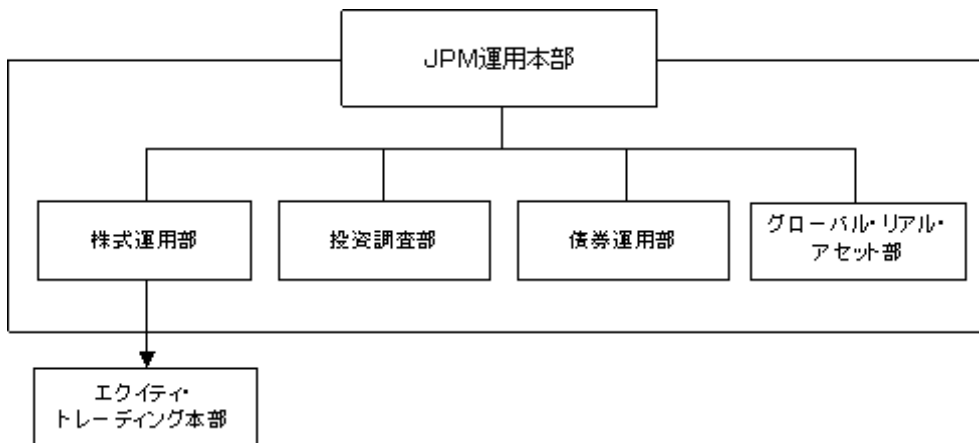 JPM運用本部
株式運用部
投資調査部
債券運用部
グローバル・リアル・
アセット部
エクイティ・
トレーディング本部